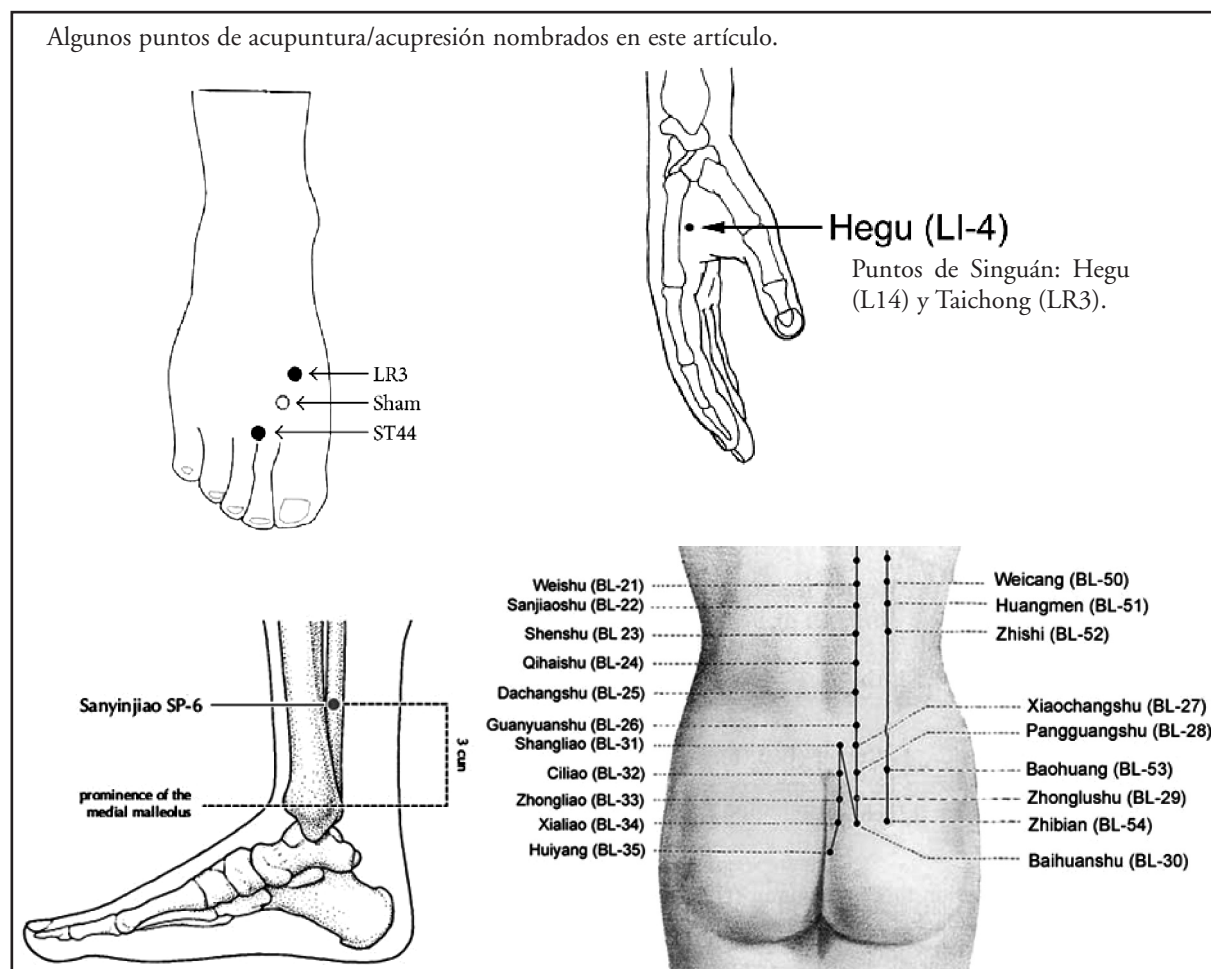 Algunos puntos de acupuntura/acupresión nombrados en este artículo.
LR3
Sham
ST44
Hegu (LI-4)
Puntos de Singuán: Hegu
(L14) y Taichong (LR3).
Sanyinjiao SP-6
3 cun
prominence of the
medial malleolus
Weishu (BL-21)
Sanjiaoshu (BL-22)
Shenshu (BL 23)
Qihaishu (BL-24)
Dachangshu (BL-25)
Guanyuanshu (BL-26)
Shangliao (BL-31)
Ciliao (BL-32)
Zhongliao (BL-33)
Xialiao (BL-34)
Huiyang (BL-35)
Weicang (BL-50)
Huangmen (BL-51)
Zhishi (BL-52)
Xiaochangshu (BL-27)
Pangguangshu (BL-28)
Baohuang (BL-53)
Zhonglushu (BL-29)
Zhibian (BL-54)
Baihuanshu (BL-30)